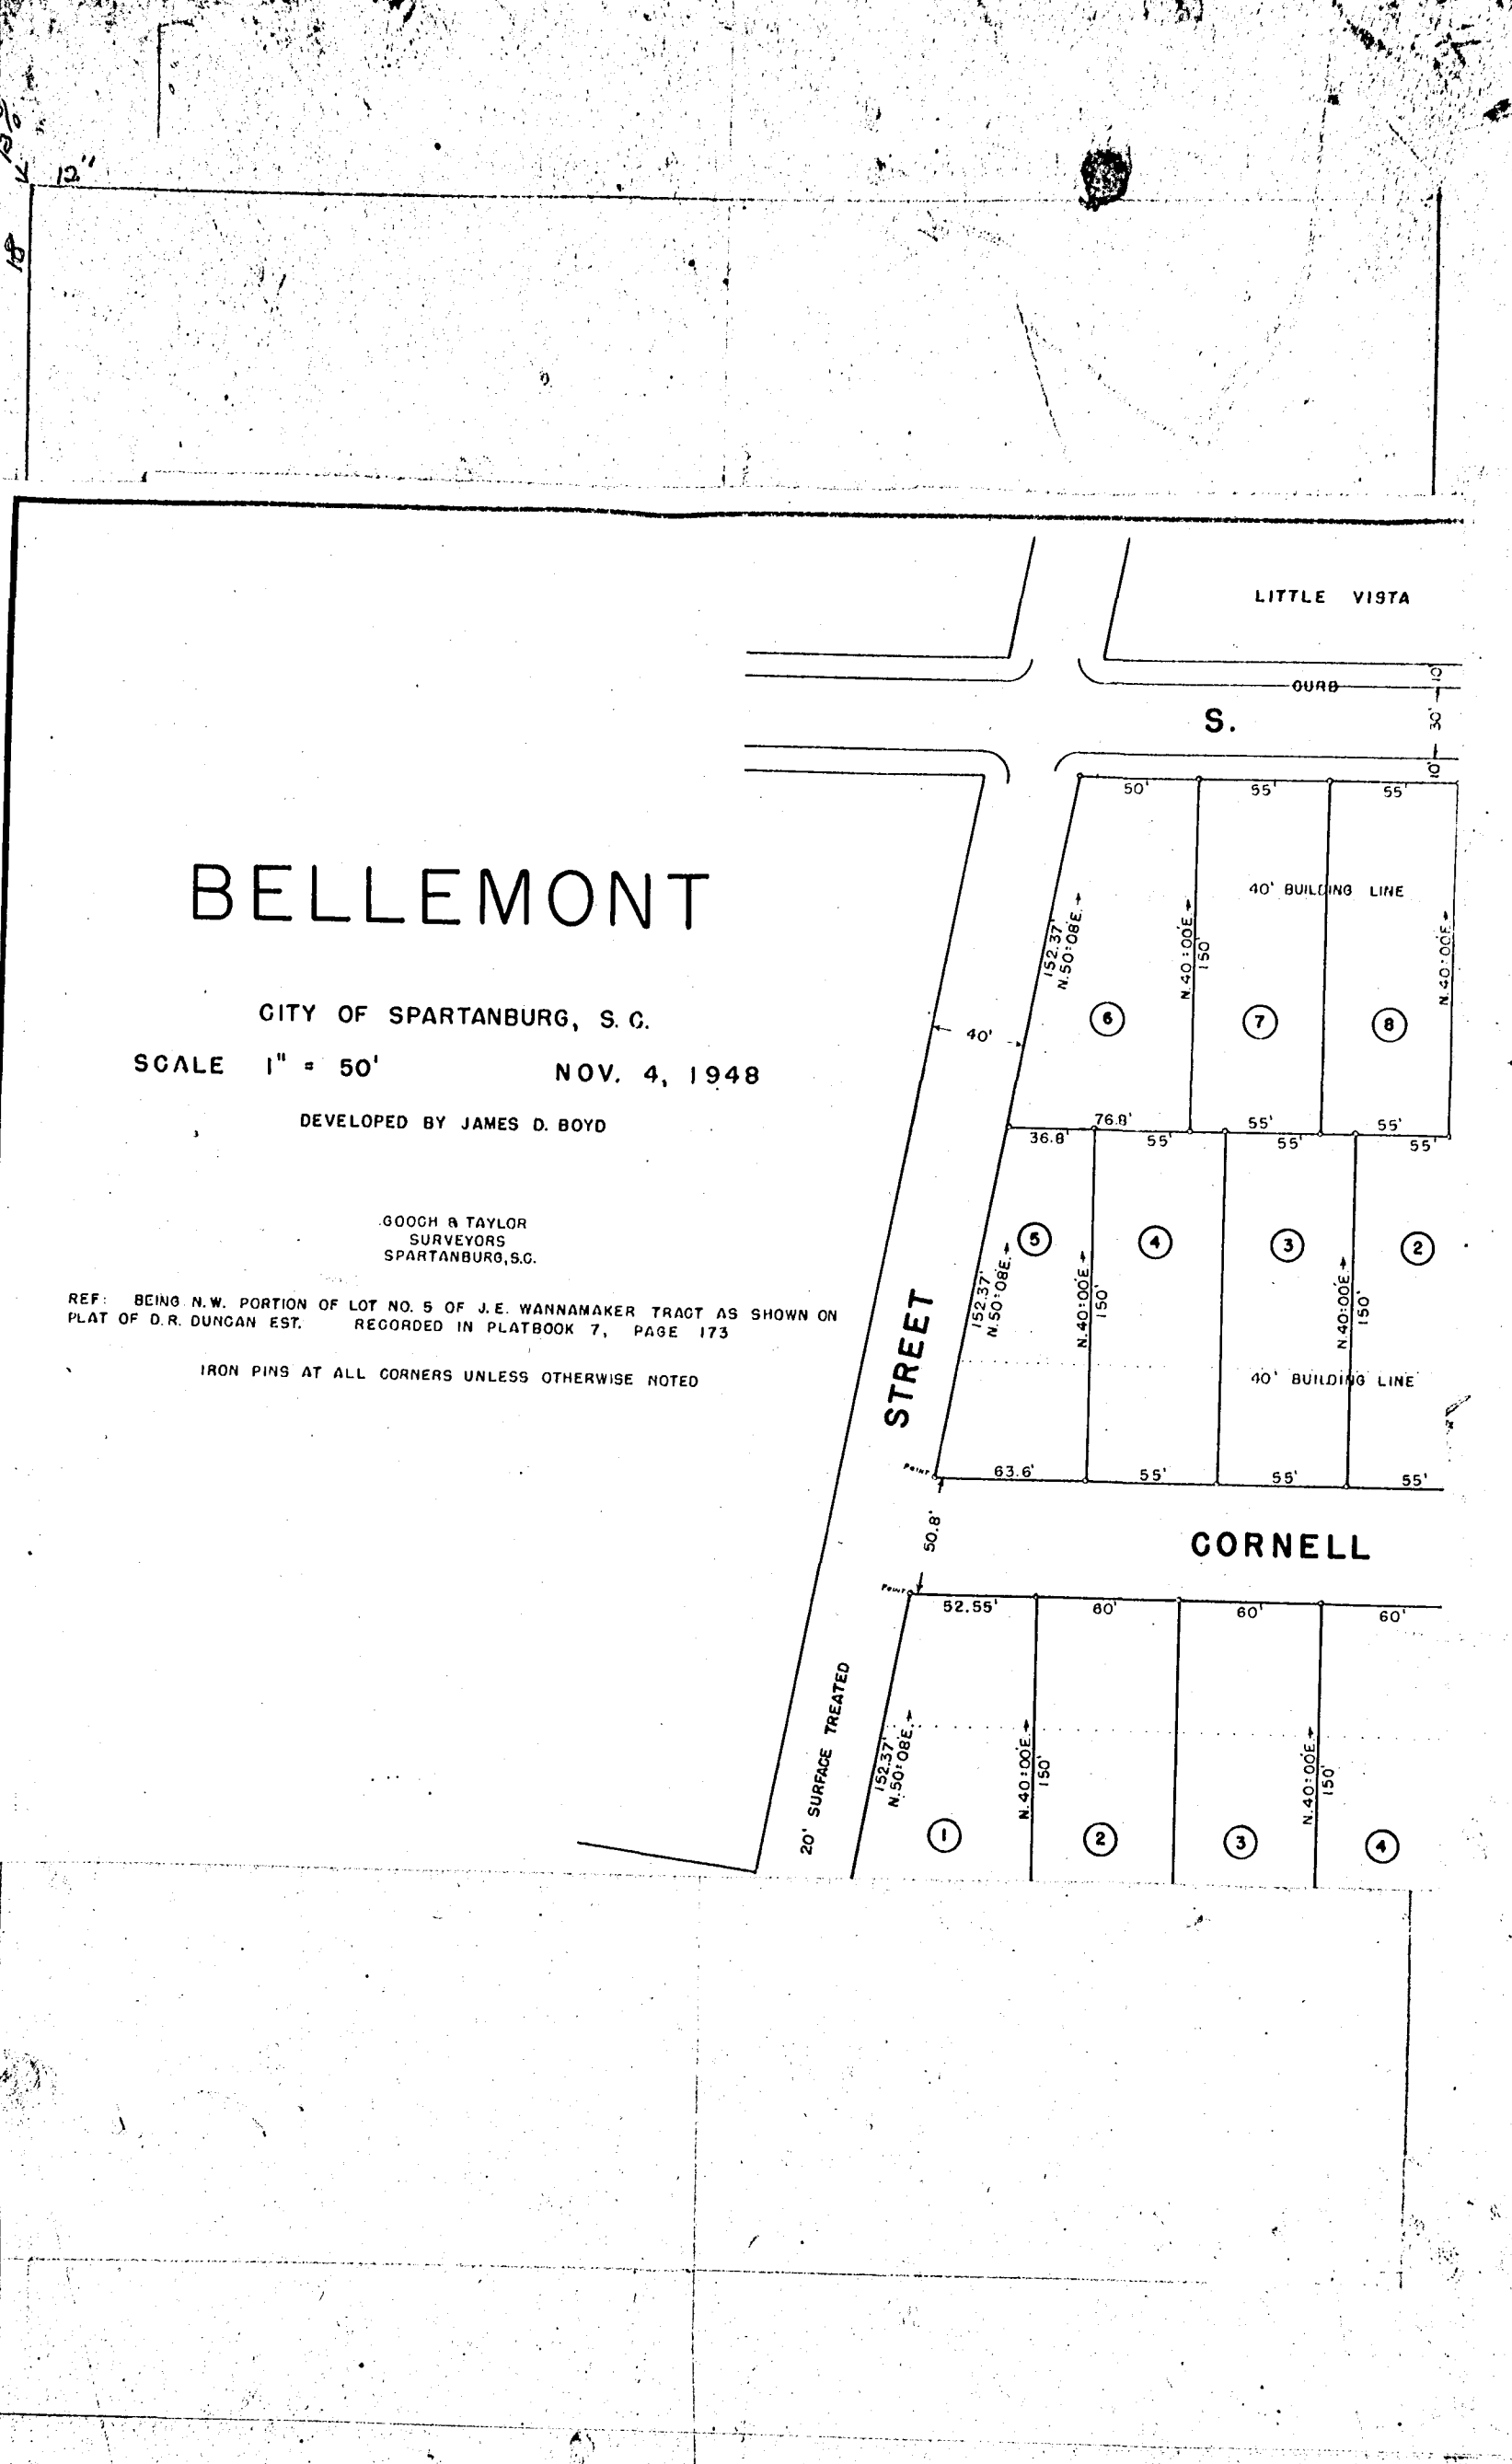 12"
18
LITTLE VISTA
CURB
10'
S.
30'
10'
50' 55' 55'
BELLEMONT
40' BUILDING LINE
152.37'
N.50:08'E.
N.40:00'E.
150'
N.40:00'E.
CITY OF SPARTANBURG, S. C.
6 7 8
40'
SCALE 1" = 50' NOV. 4, 1948
DEVELOPED BY JAMES D. BOYD
76.8' 55' 55'
36.8' 55' 55' 55'
GOOCH & TAYLOR
SURVEYORS
SPARTANBURG, S.C.
5 4 3 2
152.37'
N.50:08'E.
N.40:00'E.
150'
N.40:00'E.
150'
REF: BEING N.W. PORTION OF LOT NO. 5 OF J.E. WANNAMAKER TRACT AS SHOWN ON
PLAT OF D.R. DUNCAN EST. RECORDED IN PLATBOOK 7, PAGE 173
STREET
IRON PINS AT ALL CORNERS UNLESS OTHERWISE NOTED
40' BUILDING LINE
Point
63.6' 55' 55' 55'
50.8'
CORNELL
Point
52.55' 60' 60' 60'
20' SURFACE TREATED
152.37'
N.50:08'E.
N.40:00'E.
150'
N.40:00'E.
150'
1 2 3 4